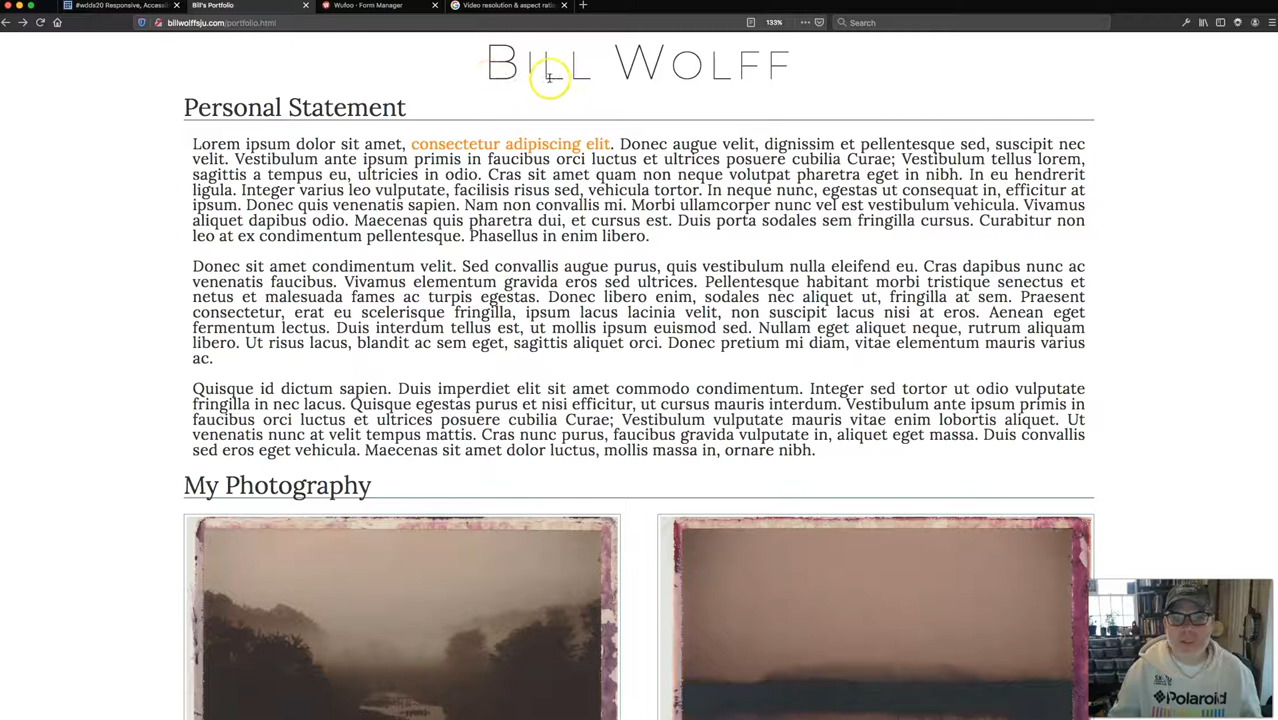 #wdds20 Responsive, Accessi
Bill's Portfolio
Wufoo - Form Manager
Video resolution & aspect ratio
billwolffsju.com/portfolio.html
133%
Search
BILL WOLFF
Personal Statement
Lorem ipsum dolor sit amet, consectetur adipiscing elit. Donec augue velit, dignissim et pellentesque sed, suscipit nec
velit. Vestibulum ante ipsum primis in faucibus orci luctus et ultrices posuere cubilia Curae; Vestibulum tellus lorem,
sagittis a tempus eu, ultricies in odio. Cras sit amet quam non neque volutpat pharetra eget in nibh. In eu hendrerit
ligula. Integer varius leo vulputate, facilisis risus sed, vehicula tortor. In neque nunc, egestas ut consequat in, efficitur at
ipsum. Donec quis venenatis sapien. Nam non convallis mi. Morbi ullamcorper nunc vel est vestibulum vehicula. Vivamus
aliquet dapibus odio. Maecenas quis pharetra dui, et cursus est. Duis porta sodales sem fringilla cursus. Curabitur non
leo at ex condimentum pellentesque. Phasellus in enim libero.
Donec sit amet condimentum velit. Sed convallis augue purus, quis vestibulum nulla eleifend eu. Cras dapibus nunc ac
venenatis faucibus. Vivamus elementum gravida eros sed ultrices. Pellentesque habitant morbi tristique senectus et
netus et malesuada fames ac turpis egestas. Donec libero enim, sodales nec aliquet ut, fringilla at sem. Praesent
consectetur, erat eu scelerisque fringilla, ipsum lacus lacinia velit, non suscipit lacus nisi at eros. Aenean eget
fermentum lectus. Duis interdum tellus est, ut mollis ipsum euismod sed. Nullam eget aliquet neque, rutrum aliquam
libero. Ut risus lacus, blandit ac sem eget, sagittis aliquet orci. Donec pretium mi diam, vitae elementum mauris varius
ac.
Quisque id dictum sapien. Duis imperdiet elit sit amet commodo condimentum. Integer sed tortor ut odio vulputate
fringilla in nec lacus. Quisque egestas purus et nisi efficitur, ut cursus mauris interdum. Vestibulum ante ipsum primis in
faucibus orci luctus et ultrices posuere cubilia Curae; Vestibulum vulputate mauris vitae enim lobortis aliquet. Ut
venenatis nunc at velit tempus mattis. Cras nunc purus, faucibus gravida vulputate in, aliquet eget massa. Duis convallis
sed eros eget vehicula. Maecenas sit amet dolor luctus, mollis massa in, ornare nibh.
My Photography
Polaroid